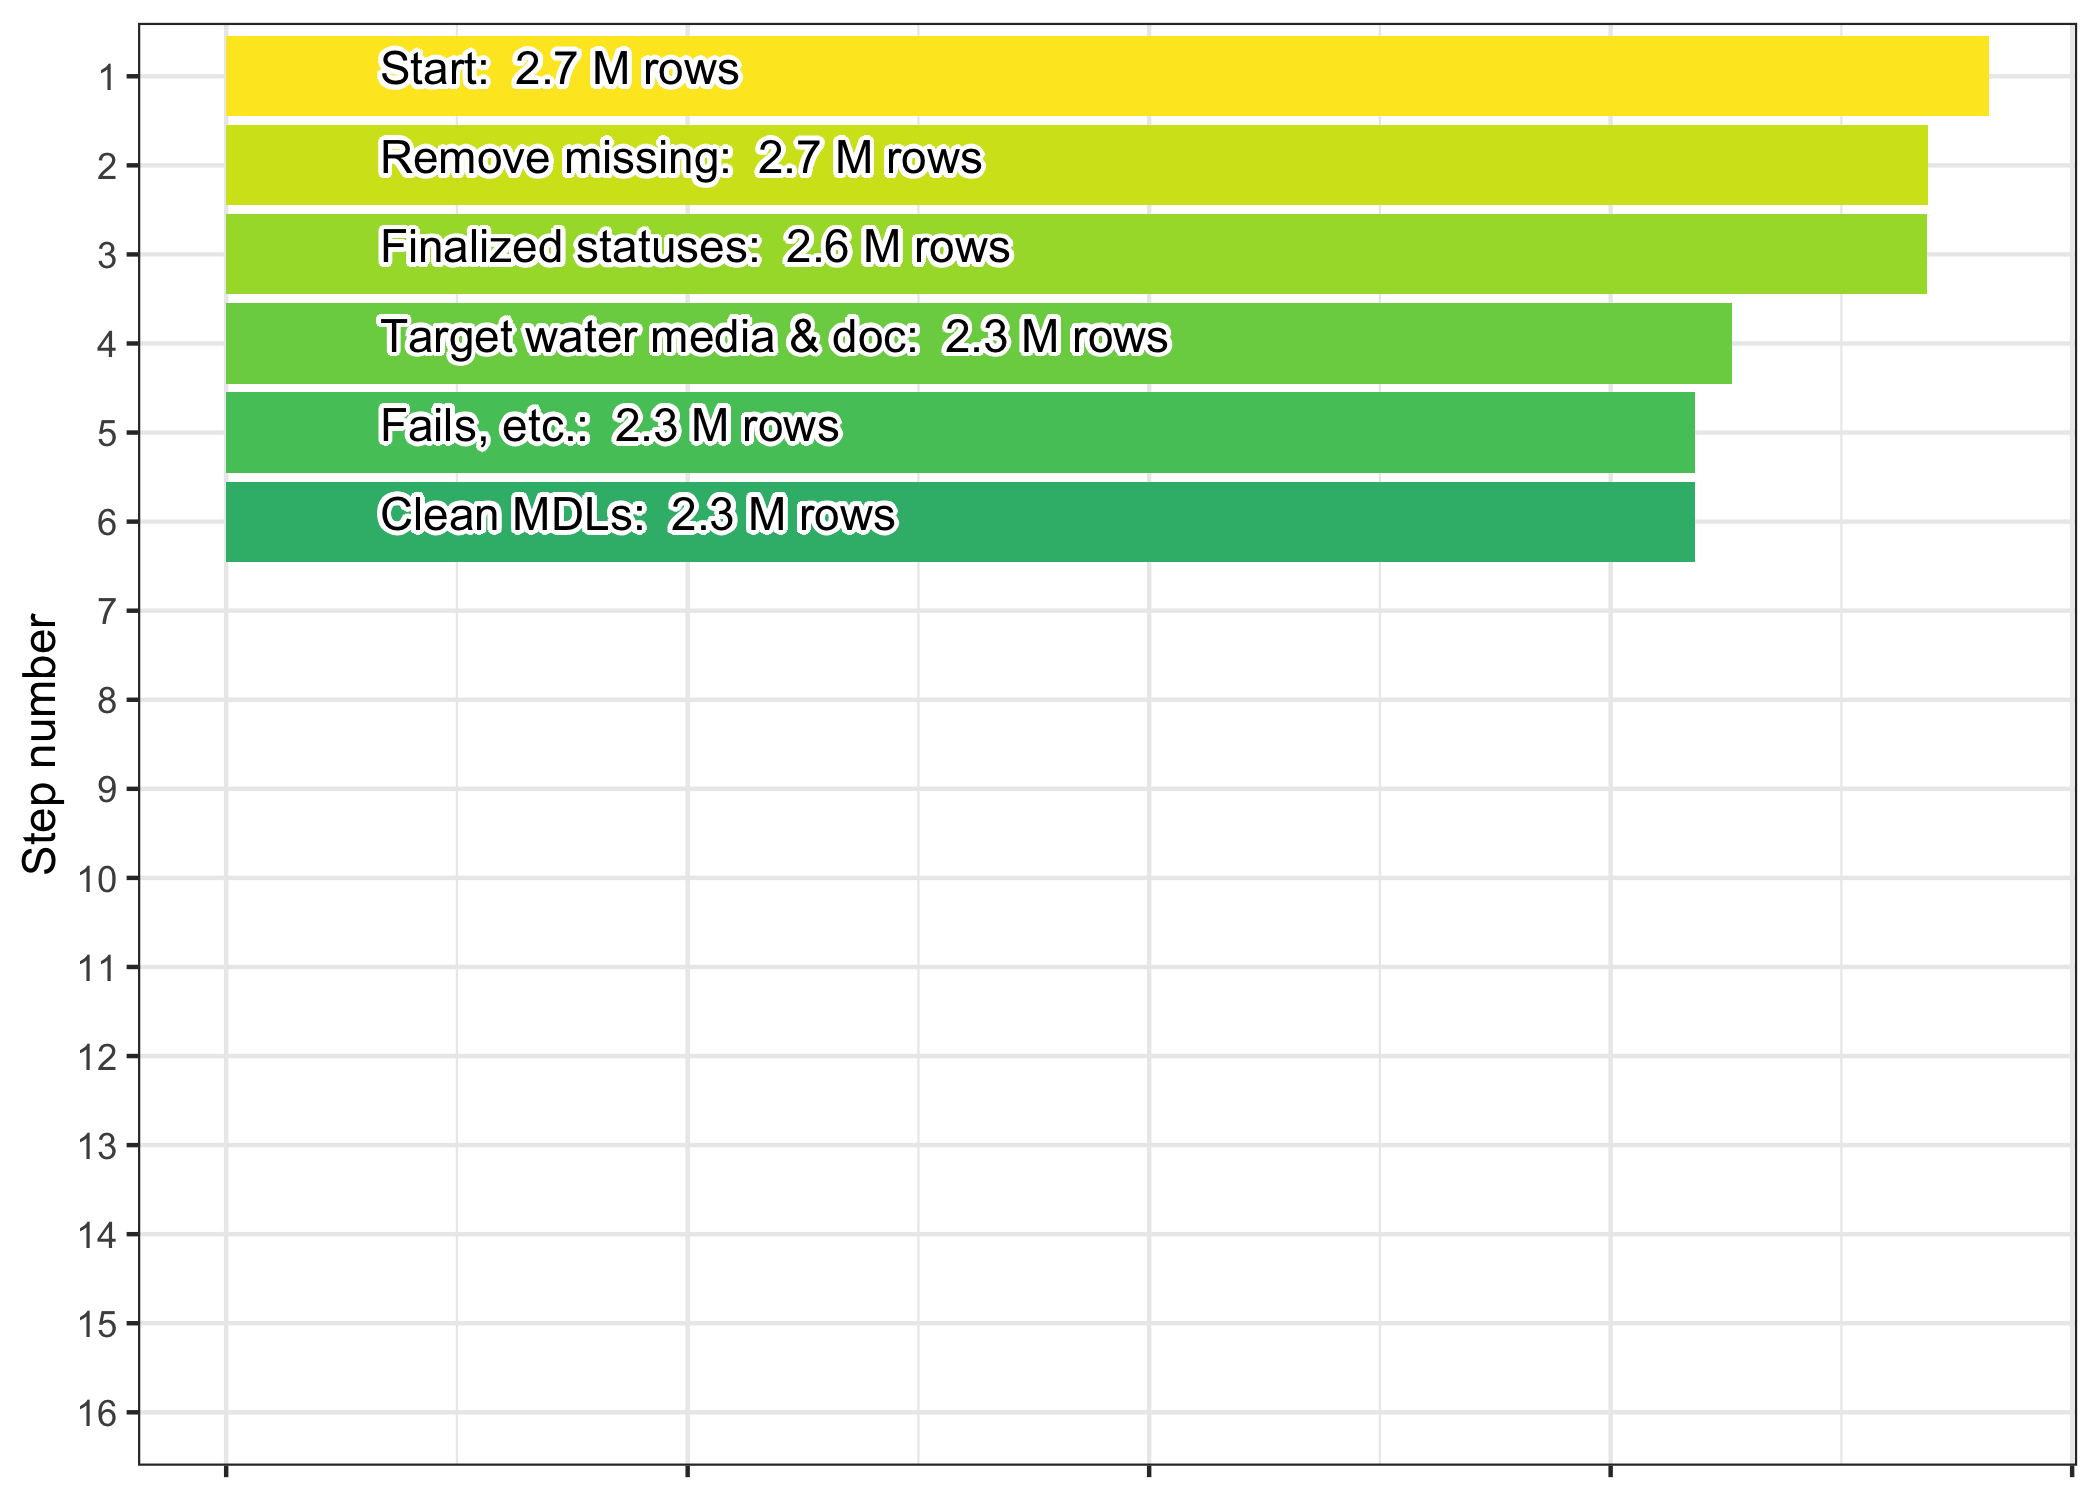 1
Start: 2.7 M rows
2
Remove missing: 2.7 M rows
3
Finalized statuses: 2.6 M rows
4
Target water media & doc: 2.3 M rows
5
Fails, etc.: 2.3 M rows
6
Clean MDLs: 2.3 M rows
7
8
9
10
11
12
13
14
15
16
Step number